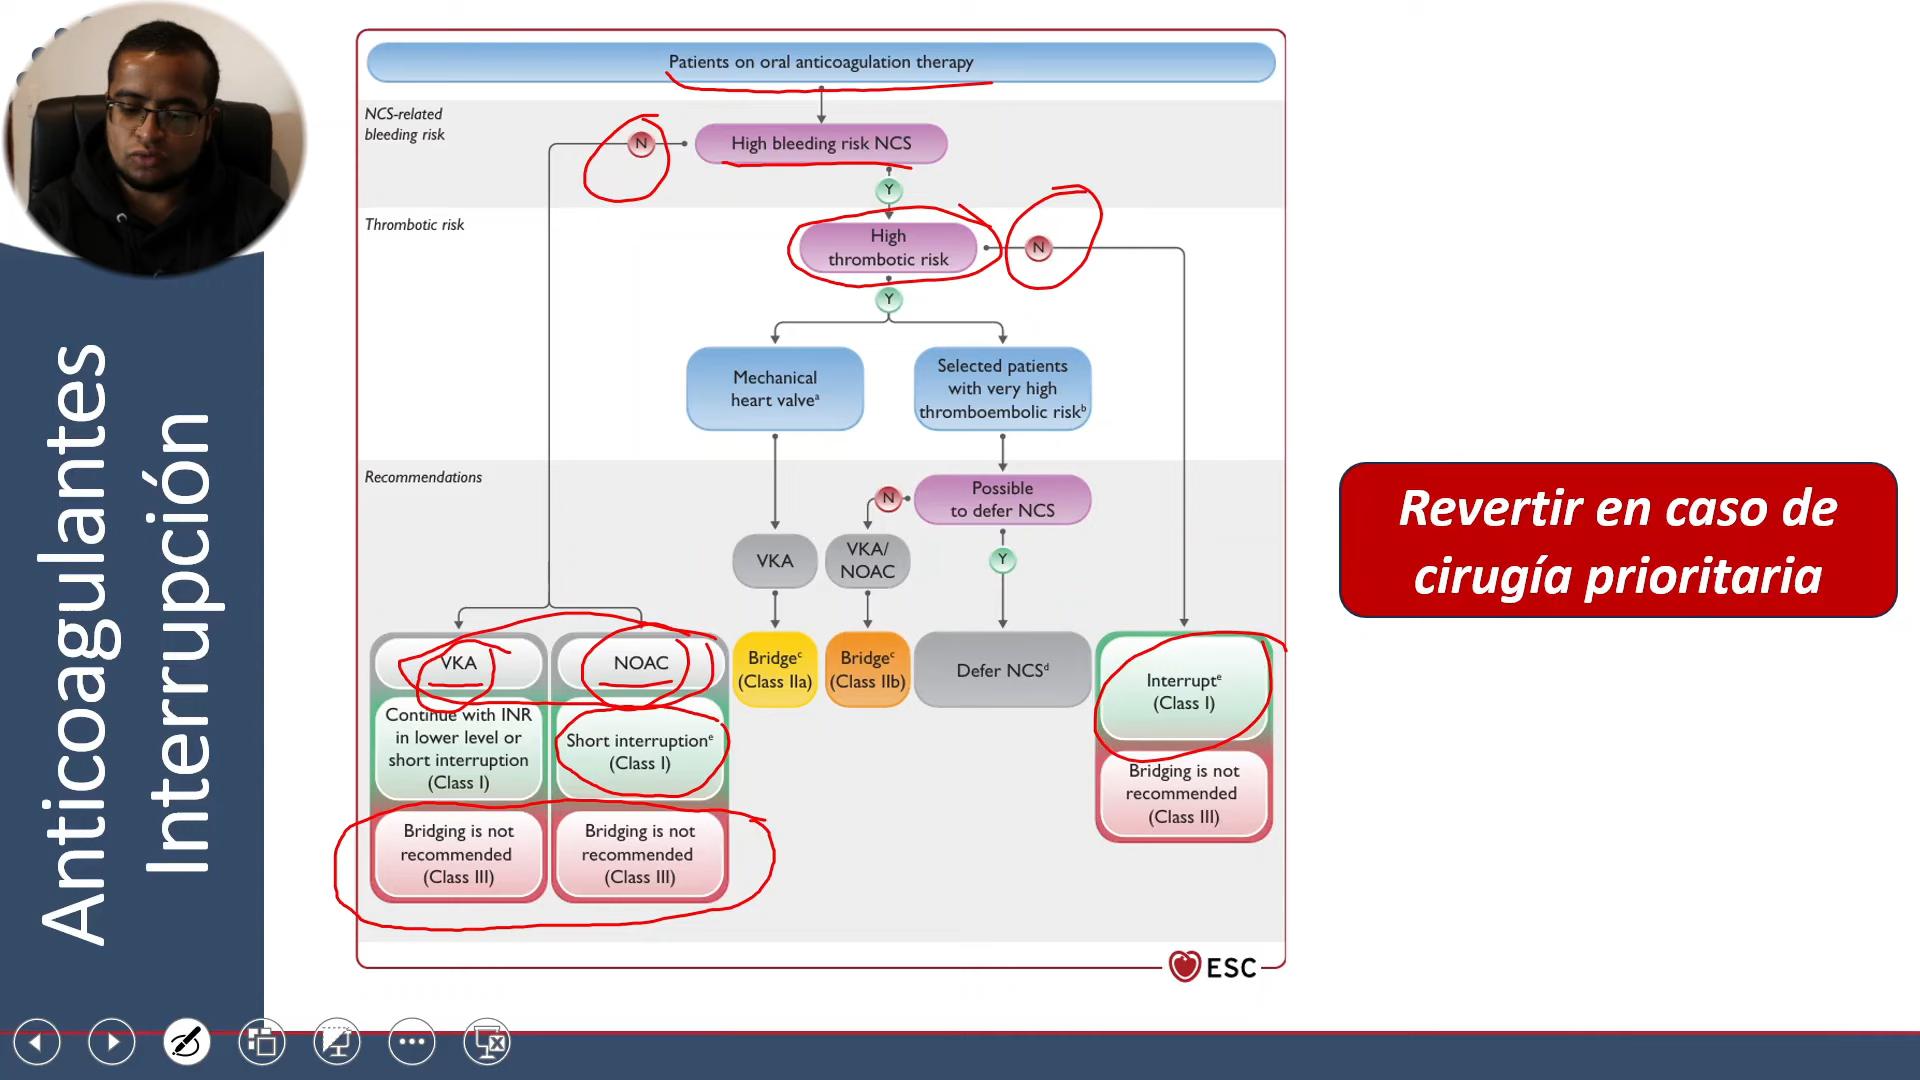 Anticoagulantes
Interrupción
Patients on oral anticoagulation therapy
NCS-related
bleeding risk
N
High bleeding risk NCS
Y
Thrombotic risk
High
thrombotic risk
N
Y
Mechanical
heart valveᵃ
Selected patients
with very high
thromboembolic riskᵇ
Recommendations
N
Possible
to defer NCS
VKA
VKA/
NOAC
Y
VKA
NOAC
Continue with INR
in lower level or
short interruption
(Class I)
Short interruptionᵉ
(Class I)
Bridging is not
recommended
(Class III)
Bridging is not
recommended
(Class III)
Bridgeᶜ
(Class IIa)
Bridgeᶜ
(Class IIb)
Defer NCSᵈ
Interruptᵉ
(Class I)
Bridging is not
recommended
(Class III)
ESC
Revertir en caso de
cirugía prioritaria